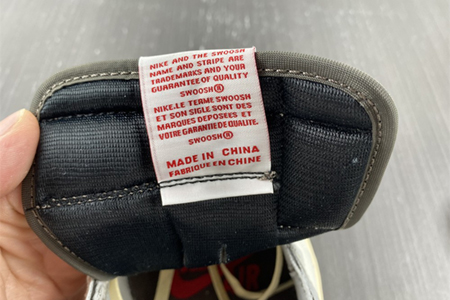 NIKE AND THE SWOOSH
NAME AND STRIPE ARE
TRADEMARKS AND YOUR
GUARANTEE OF QUALITY
SWOOSH®
NIKE.LE TERME SWOOSH
ET SON SIGLE SONT DES
MARQUES DEPOSEES ET
VOTRE GARANTIE DE QUALITE.
SWOOSH®
MADE IN CHINA
FABRIQUE EN CHINE
AIR